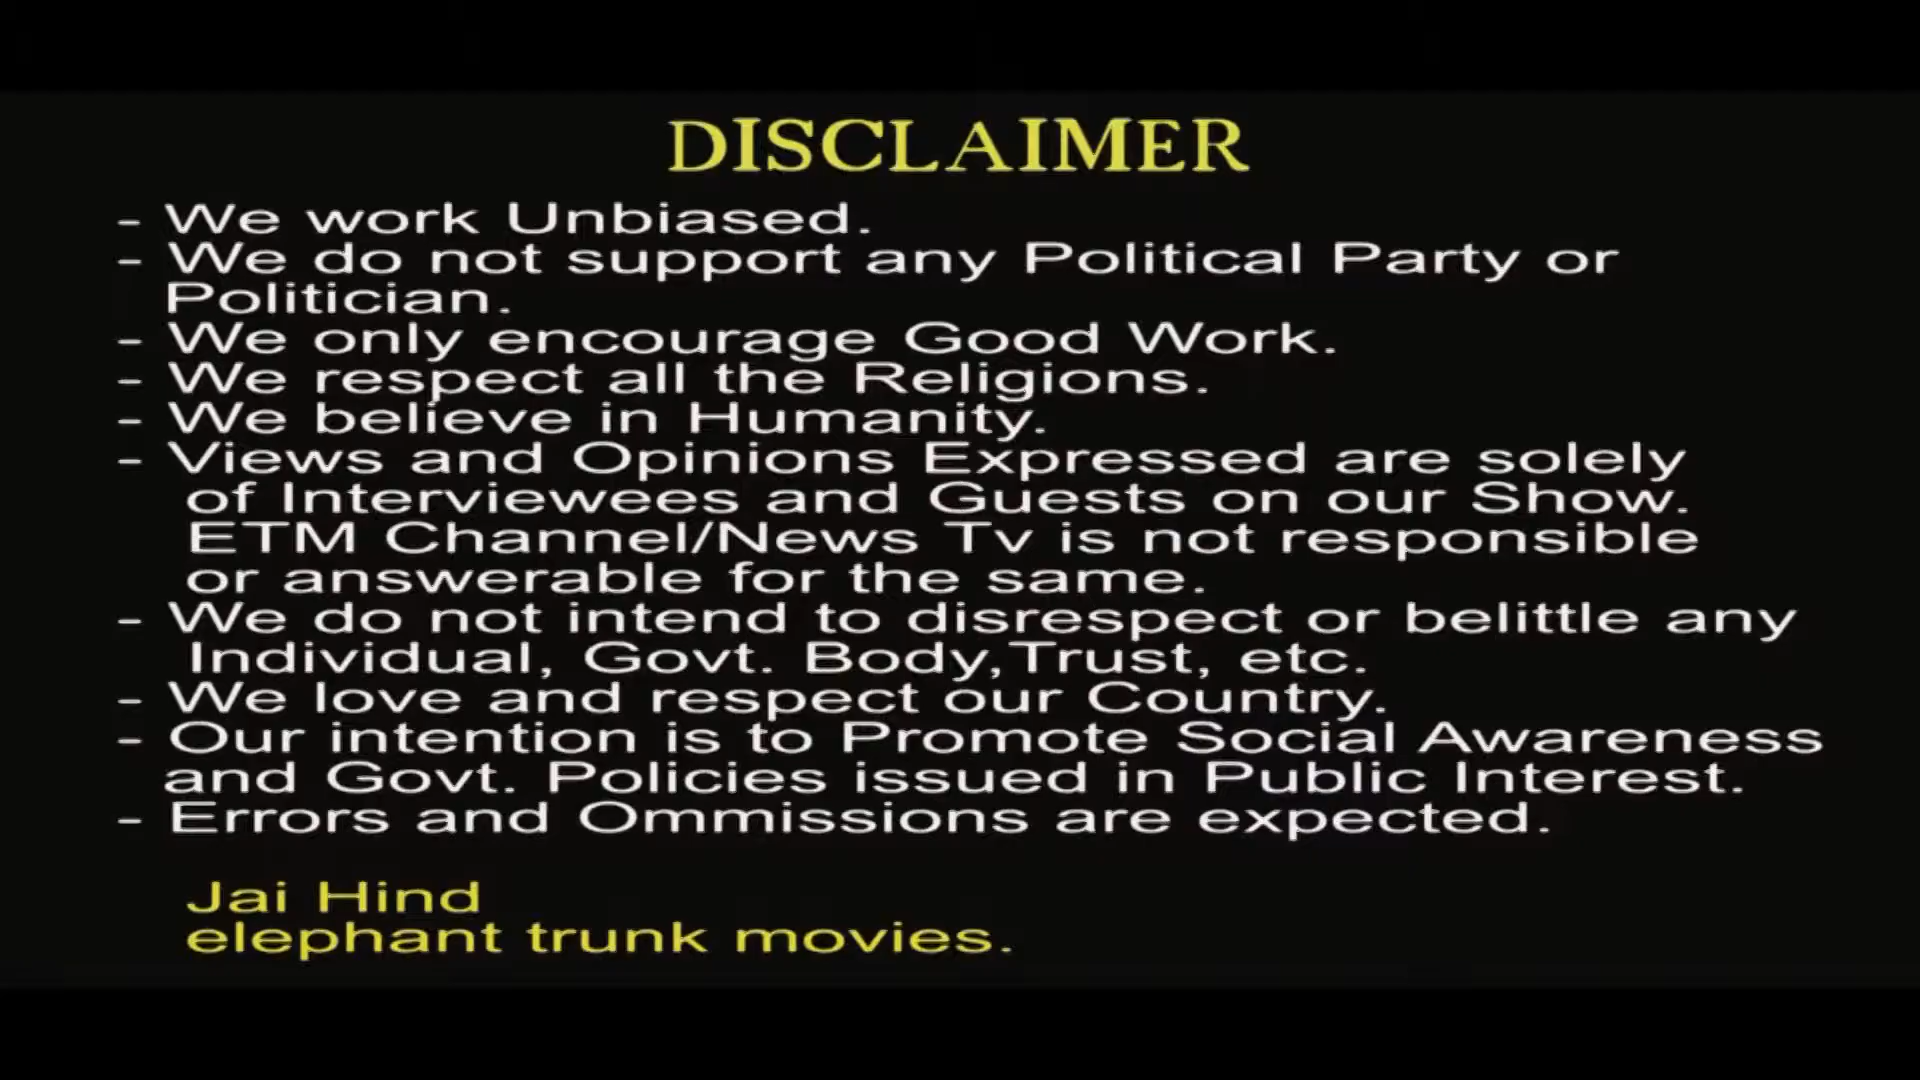 DISCLAIMER
- We work Unbiased.
- We do not support any Political Party or
Politician.
- We only encourage Good Work.
- We respect all the Religions.
- We believe in Humanity.
- Views and Opinions Expressed are solely
of Interviewees and Guests on our Show.
ETM Channel/News Tv is not responsible
or answerable for the same.
- We do not intend to disrespect or belittle any
Individual, Govt. Body,Trust, etc.
- We love and respect our Country.
- Our intention is to Promote Social Awareness
and Govt. Policies issued in Public Interest.
- Errors and Ommissions are expected.
Jai Hind
elephant trunk movies.